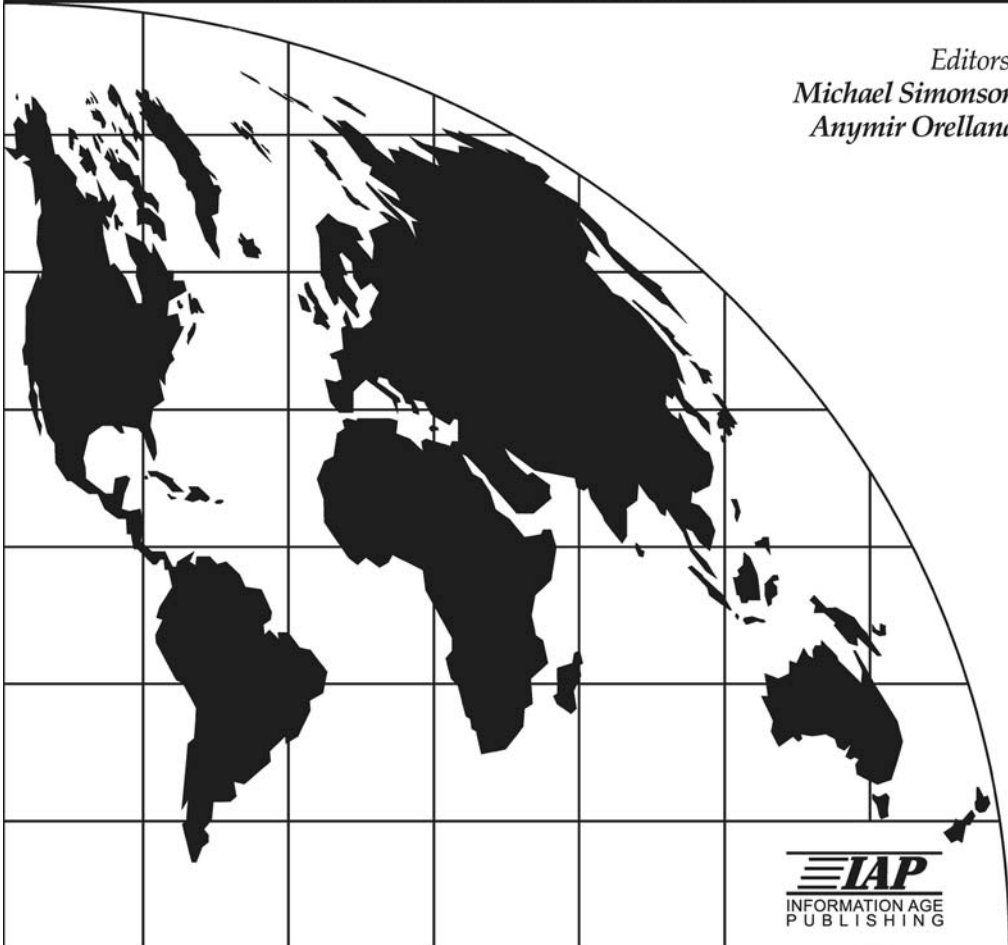 Editors
Michael Simonson
Anymir Orellana
IAP
INFORMATION AGE
PUBLISHING